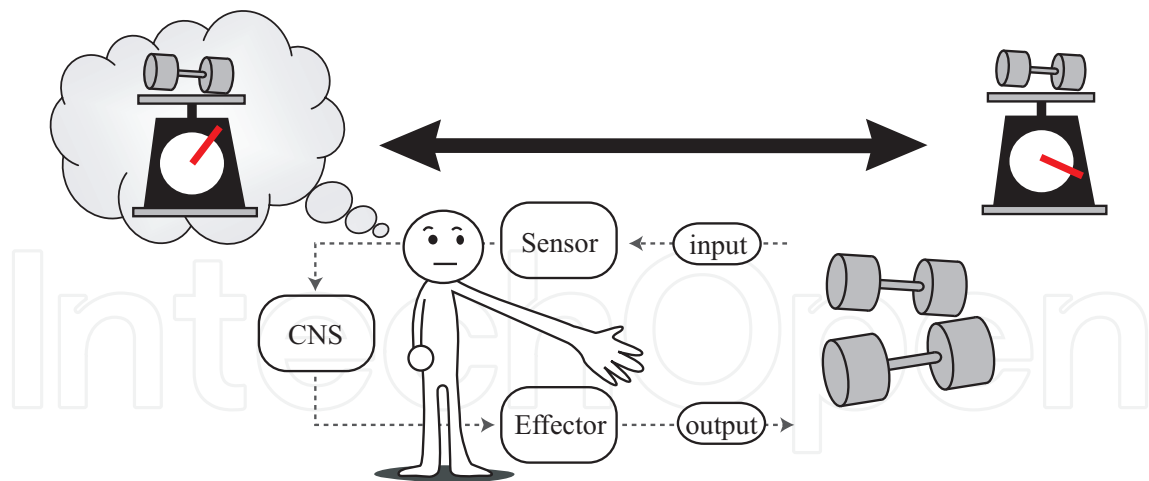 Sensor
input
CNS
Effector
output
IntechOpen